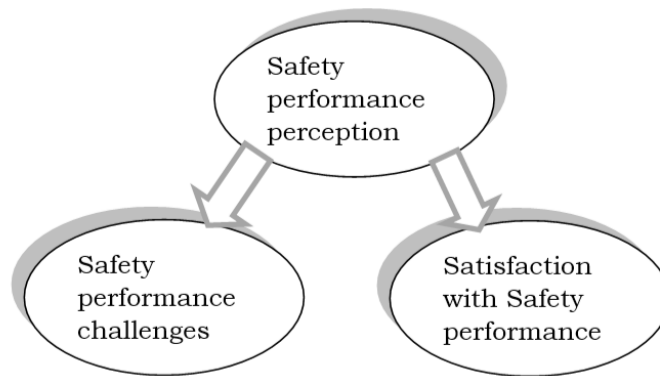 Safety
performance
perception
Safety
performance
challenges
Satisfaction
with Safety
performance